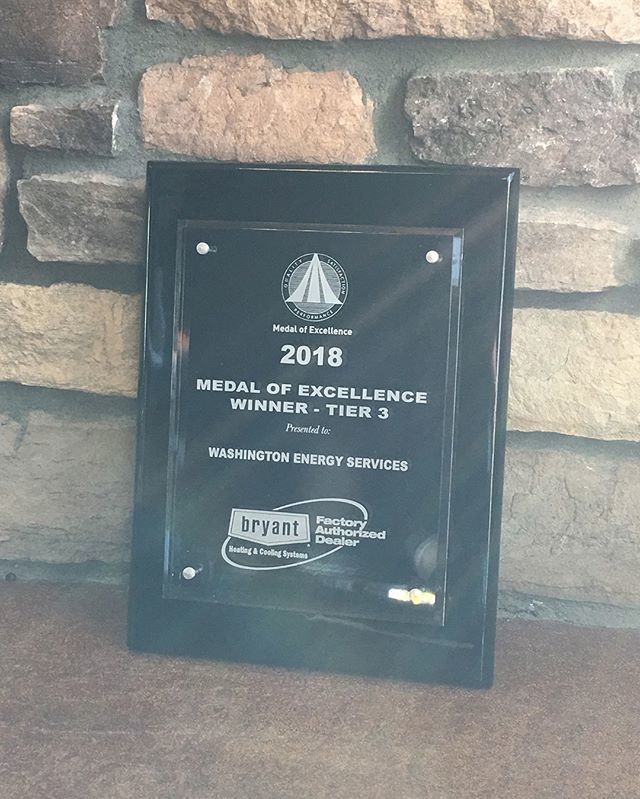 QUALITY
SATISFACTION
PERFORMANCE
Medal of Excellence
2018
MEDAL OF EXCELLENCE
WINNER - TIER 3
Presented to:
WASHINGTON ENERGY SERVICES
bryant
Heating & Cooling Systems
Factory
Authorized
Dealer